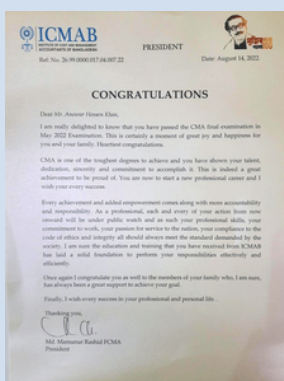 ICMAB
INSTITUTE OF COST AND MANAGEMENT
ACCOUNTANTS OF BANGLADESH
PRESIDENT
Ref. No. 26.99.0000.017.04.007.22
Date: August 14, 2022
CONGRATULATIONS
Dear Mr. Anower Hosen Khan,
I am really delighted to know that you have passed the CMA final examination in
May 2022 Examination. This is certainly a moment of great joy and happiness for
you and your family. Heartiest congratulations.
CMA is one of the toughest degrees to achieve and you have shown your talent,
dedication, sincerity and commitment to accomplish it. This is indeed a great
achievement to be proud of. You are now to start a new professional career and I
wish your every success.
Every achievement and added empowerment comes along with more accountability
and responsibility. As a professional, each and every of your action from now
onward will be under public watch and as such your professional skills, your
commitment to work, your passion for service to the nation, your compliance to the
code of ethics and integrity all should always meet the standard demanded by the
society. I am sure the education and training that you have received from ICMAB
has laid a solid foundation to perform your responsibilities effectively and
efficiently.
Once again I congratulate you as well to the members of your family who, I am sure,
has always been a great support to achieve your goal.
Finally, I wish every success in your professional and personal life.
Thanking you,
Md. Mamunur Rashid FCMA
President